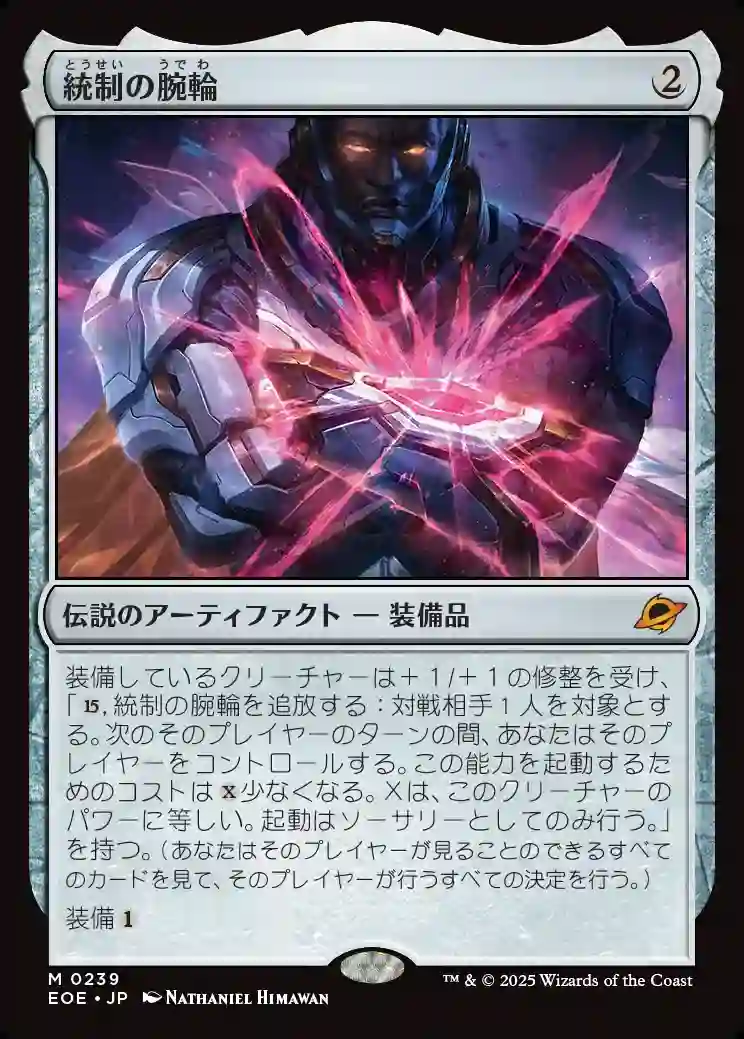 とうせい うでわ
統制の腕輪 2
伝説のアーティファクト — 装備品
装備しているクリーチャーは＋１/＋１の修整を受け、
「15, 統制の腕輪を追放する：対戦相手１人を対象とす
る。次のそのプレイヤーのターンの間、あなたはそのプ
レイヤーをコントロールする。この能力を起動するた
めのコストは X 少なくなる。Xは、このクリーチャーの
パワーに等しい。起動はソーサリーとしてのみ行う。」
を持つ。（あなたはそのプレイヤーが見ることのできるすべて
のカードを見て、そのプレイヤーが行うすべての決定を行う。）
装備 1
M 0239
EOE • JP NATHANIEL HIMAWAN
™ & © 2025 Wizards of the Coast